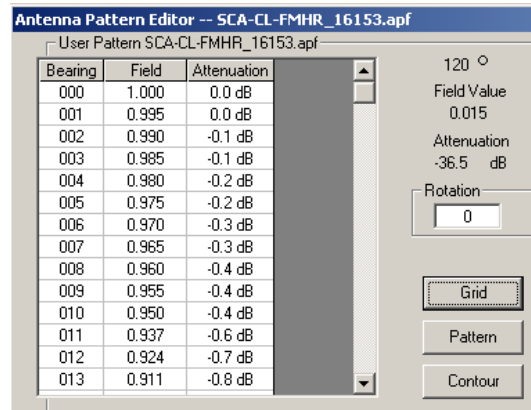 Antenna Pattern Editor -- SCA-CL-FMHR_16153.apf
User Pattern SCA-CL-FMHR_16153.apf
Bearing Field Attenuation
000 1.000 0.0 dB
001 0.995 0.0 dB
002 0.990 -0.1 dB
003 0.985 -0.1 dB
004 0.980 -0.2 dB
005 0.975 -0.2 dB
006 0.970 -0.3 dB
007 0.965 -0.3 dB
008 0.960 -0.4 dB
009 0.955 -0.4 dB
010 0.950 -0.4 dB
011 0.937 -0.6 dB
012 0.924 -0.7 dB
013 0.911 -0.8 dB
120 º
Field Value
0.015
Attenuation
-36.5 dB
Rotation
0
Grid
Pattern
Contour